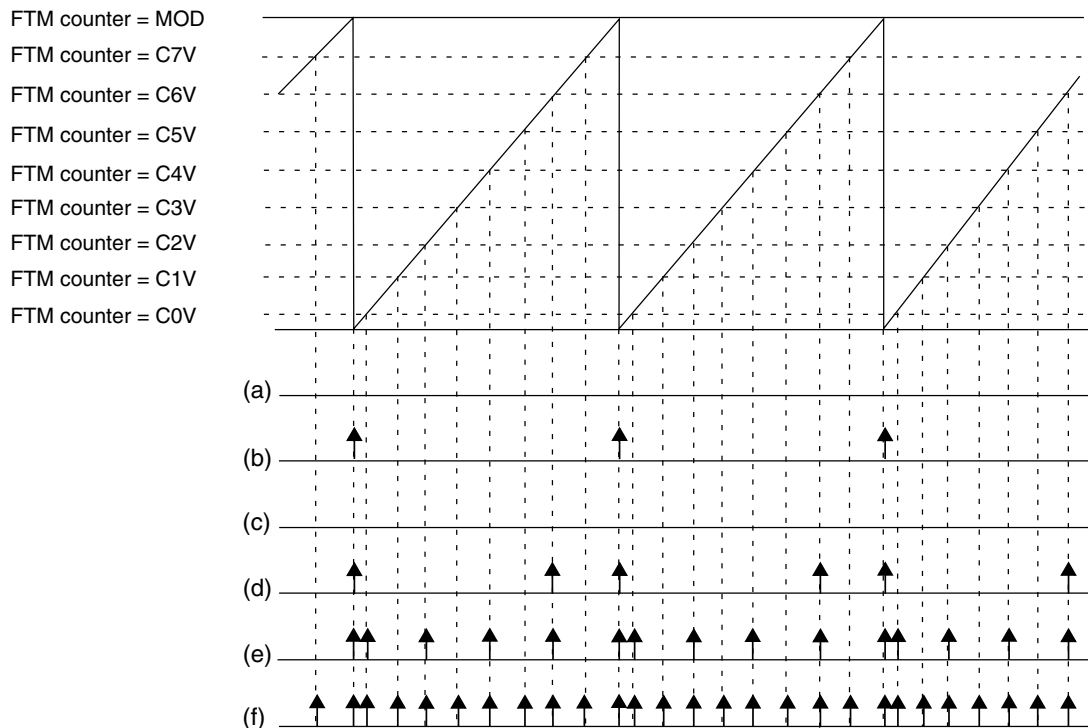 FTM counter = MOD
FTM counter = C7V
FTM counter = C6V
FTM counter = C5V
FTM counter = C4V
FTM counter = C3V
FTM counter = C2V
FTM counter = C1V
FTM counter = C0V
(a)
(b)
(c)
(d)
(e)
(f)